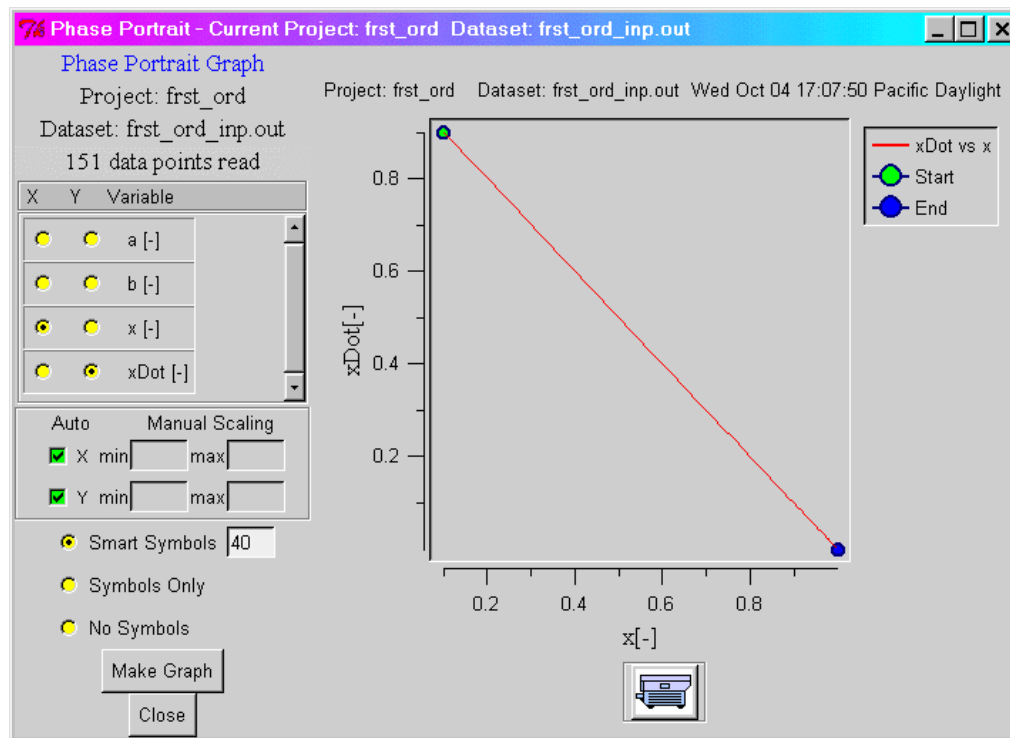 Phase Portrait - Current Project: frst_ord Dataset: frst_ord_inp.out
Phase Portrait Graph
Project: frst_ord
Dataset: frst_ord_inp.out
151 data points read
X Y Variable
a [-]
b [-]
x [-]
xDot [-]
Auto Manual Scaling
X min max
Y min max
Smart Symbols 40
Symbols Only
No Symbols
Make Graph
Close
Project: frst_ord Dataset: frst_ord_inp.out Wed Oct 04 17:07:50 Pacific Daylight
xDot[-]
0.8
0.6
0.4
0.2
0.2 0.4 0.6 0.8
x[-]
xDot vs x
Start
End